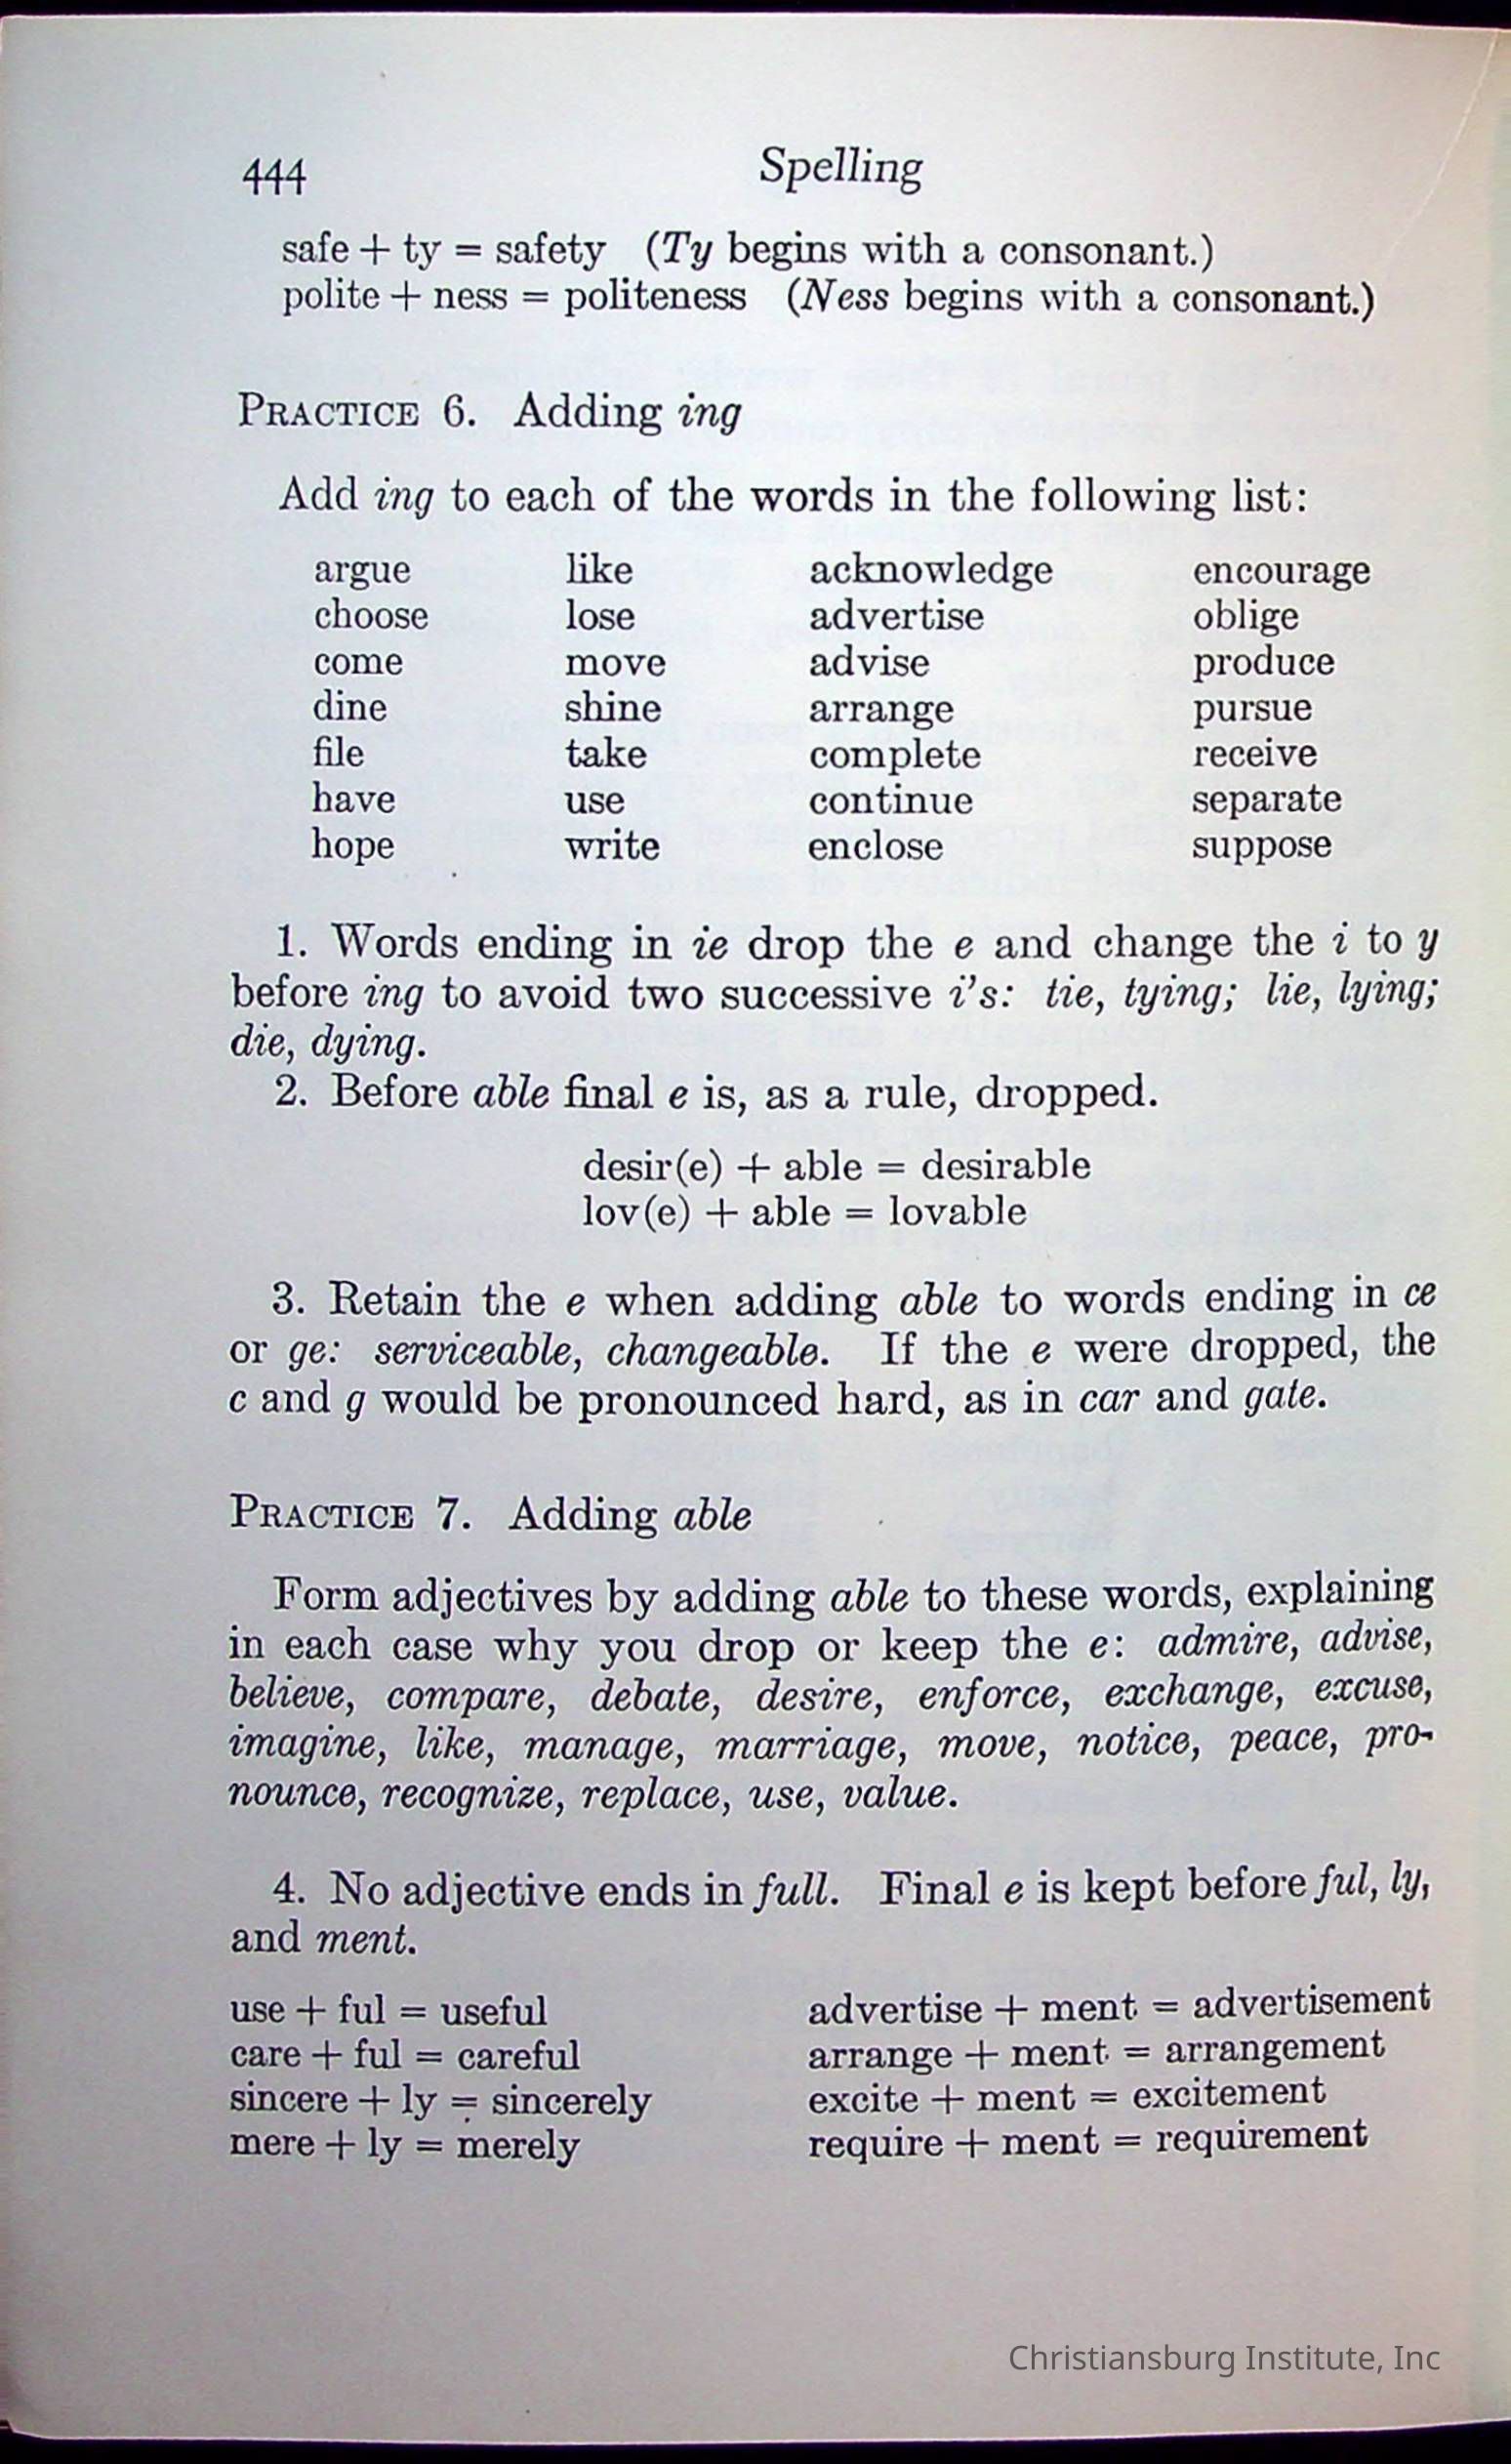 444 Spelling
safe + ty = safety (Ty begins with a consonant.)
polite + ness = politeness (Ness begins with a consonant.)
PRACTICE 6. Adding ing
Add ing to each of the words in the following list:
argue like acknowledge encourage
choose lose advertise oblige
come move advise produce
dine shine arrange pursue
file take complete receive
have use continue separate
hope write enclose suppose
1. Words ending in ie drop the e and change the i to y
before ing to avoid two successive i's: tie, tying; lie, lying;
die, dying.
2. Before able final e is, as a rule, dropped.
desir(e) + able = desirable
lov(e) + able = lovable
3. Retain the e when adding able to words ending in ce
or ge: serviceable, changeable. If the e were dropped, the
c and g would be pronounced hard, as in car and gate.
PRACTICE 7. Adding able
Form adjectives by adding able to these words, explaining
in each case why you drop or keep the e: admire, advise,
believe, compare, debate, desire, enforce, exchange, excuse,
imagine, like, manage, marriage, move, notice, peace, pro-
nounce, recognize, replace, use, value.
4. No adjective ends in full. Final e is kept before ful, ly,
and ment.
use + ful = useful advertise + ment = advertisement
care + ful = careful arrange + ment = arrangement
sincere + ly = sincerely excite + ment = excitement
mere + ly = merely require + ment = requirement
Christiansburg Institute, Inc